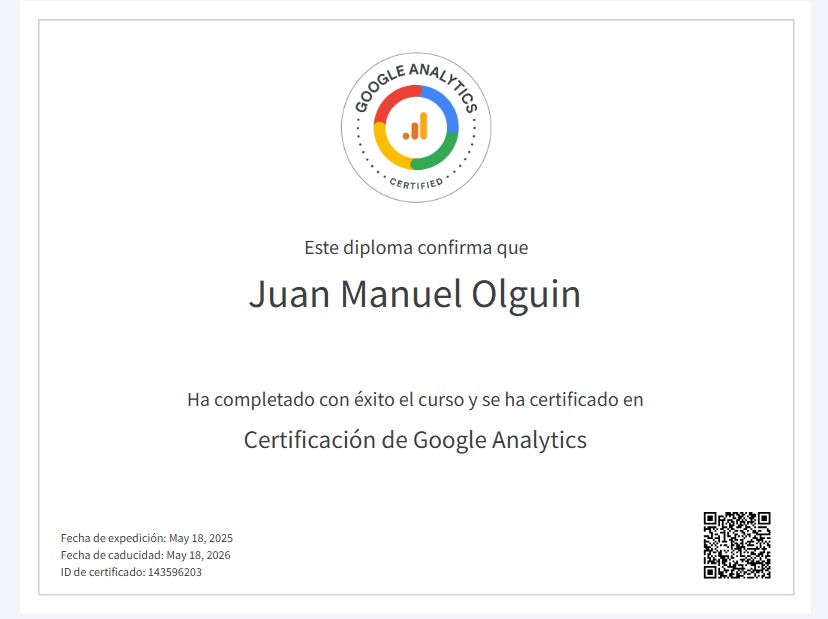 GOOGLE ANALYTICS
CERTIFIED
Este diploma confirma que
Juan Manuel Olguin
Ha completado con éxito el curso y se ha certificado en
Certificación de Google Analytics
Fecha de expedición: May 18, 2025
Fecha de caducidad: May 18, 2026
ID de certificado: 143596203